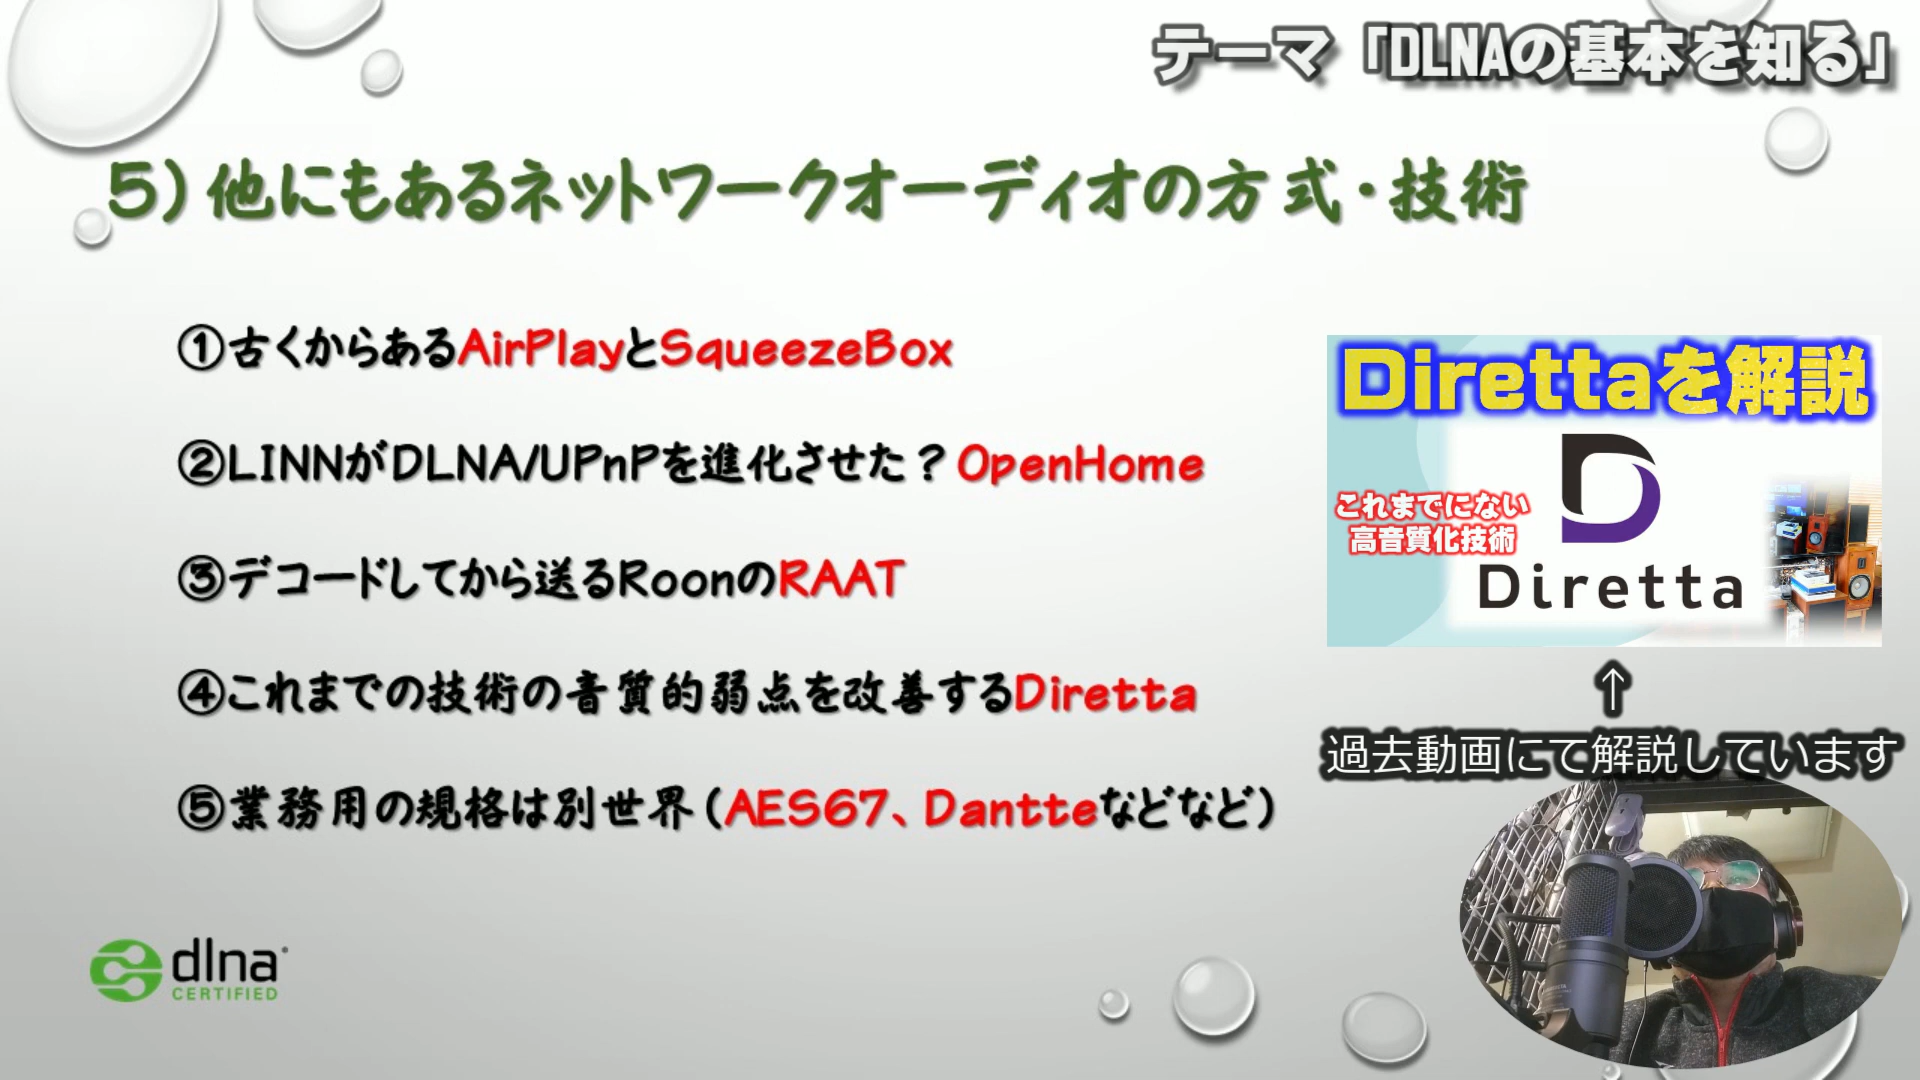 テーマ「DLNAの基本を知る」
5）他にもあるネットワークオーディオの方式・技術
①古くからあるAirPlayとSqueezeBox
②LINNがDLNA/UPnPを進化させた？OpenHome
③デコードしてから送るRoonのRAAT
④これまでの技術の音質的弱点を改善するDiretta
⑤業務用の規格は別世界（AES67、Dantteなどなど）
Direttaを解説
これまでにない
高音質化技術
Diretta
↑
過去動画にて解説しています
dlna
CERTIFIED